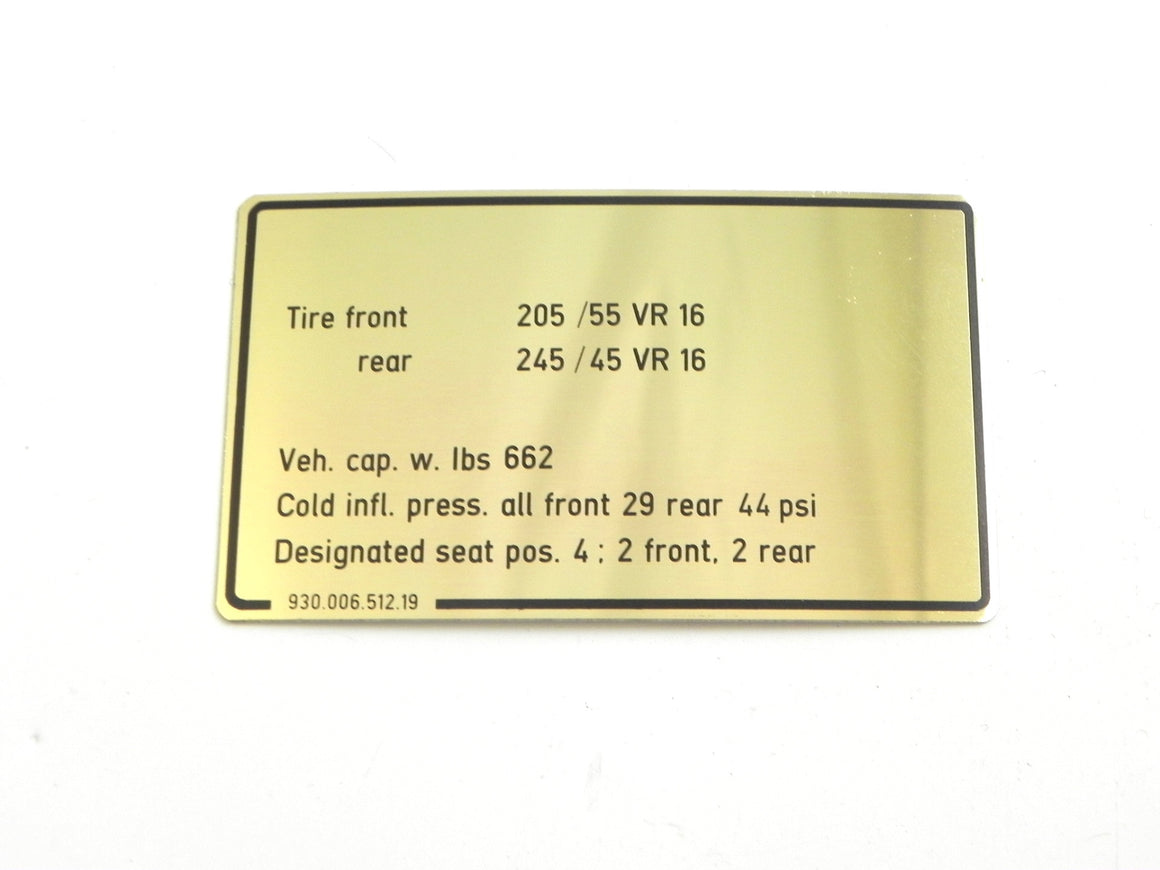 Tire front 205 /55 VR 16
rear 245 /45 VR 16
Veh. cap. w. lbs 662
Cold infl. press. all front 29 rear 44 psi
Designated seat pos. 4 : 2 front, 2 rear
930.006.512.19